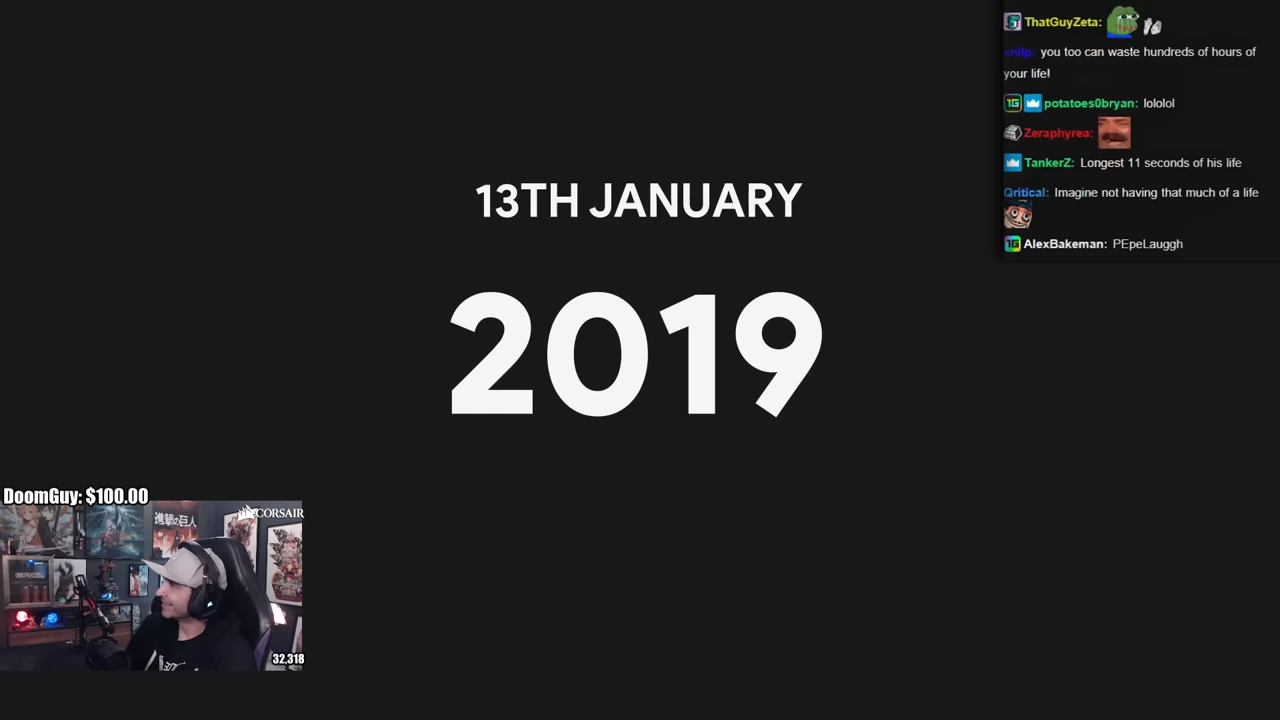 13TH JANUARY
2019
ThatGuyZeta:
xnlip: you too can waste hundreds of hours of
your life!
potatoes0bryan: lololol
Zeraphyrea:
TankerZ: Longest 11 seconds of his life
Qritical: Imagine not having that much of a life
AlexBakeman: PEpeLauggh
DoomGuy: $100.00
CORSAIR
進撃の巨人
32,318